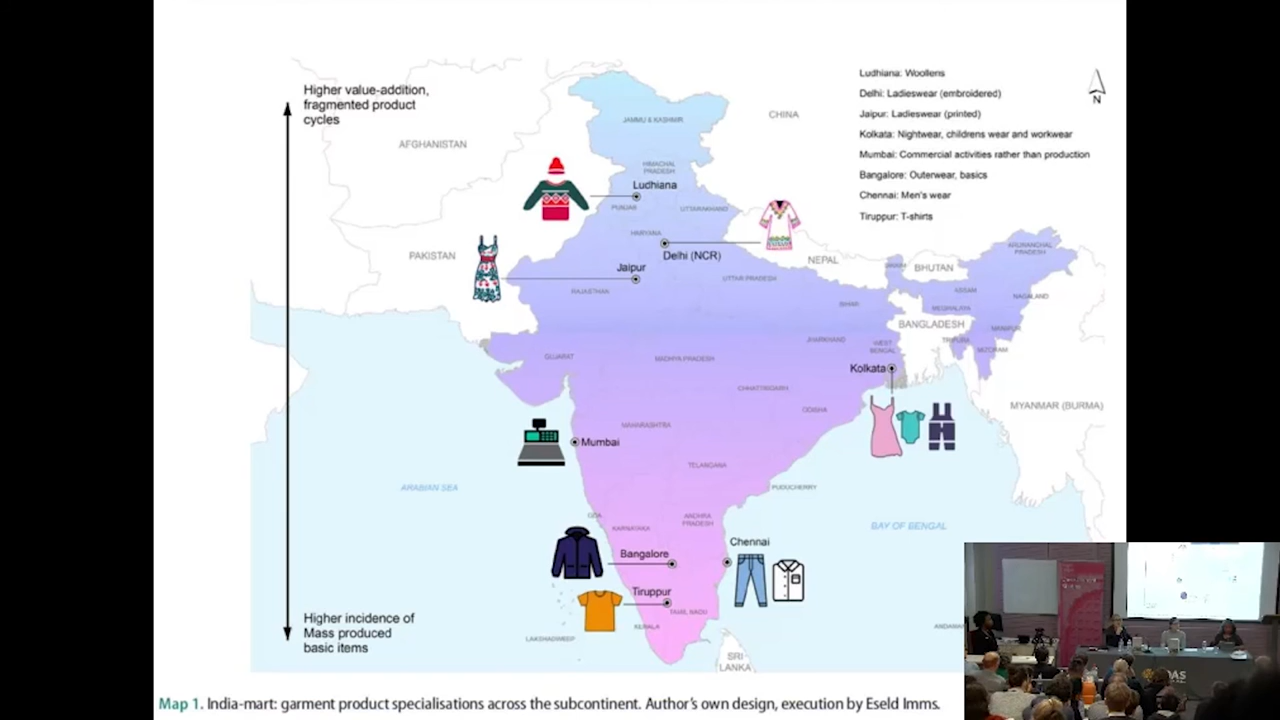 Higher value-addition,
fragmented product
cycles
Ludhiana: Woollens
Delhi: Ladieswear (embroidered)
Jaipur: Ladieswear (printed)
Kolkata: Nightwear, childrens wear and workwear
Mumbai: Commercial activities rather than production
Bangalore: Outerwear, basics
Chennai: Men's wear
Tiruppur: T-shirts
N
CHINA
JAMMU & KASHMIR
AFGHANISTAN
HIMACHAL
PRADESH
Ludhiana
PUNJAB
UTTARAKHAND
HARYANA
Delhi (NCR)
PAKISTAN
NEPAL
ARUNANCHAL
PRADESH
Jaipur
BHUTAN
UTTAR PRADESH
RAJASTHAN
ASSAM
NAGALAND
BIHAR
MEGHALAYA
BANGLADESH
MANIPUR
JHARKHAND
WEST
BENGAL
TRIPURA
MIZORAM
GUJARAT
MADHYA PRADESH
Kolkata
CHHATTISGARH
MYANMAR (BURMA)
ODISHA
MAHARASHTRA
Mumbai
TELANGANA
ARABIAN SEA
PUDUCHERRY
GOA
ANDHRA
PRADESH
KARNATAKA
BAY OF BENGAL
Chennai
Bangalore
Tiruppur
TAMIL NADU
KERALA
LAKSHADWEEP
SRI
LANKA
Higher incidence of
Mass produced
basic items
Map 1. India-mart: garment product specialisations across the subcontinent. Author's own design, execution by Eseld Imms.